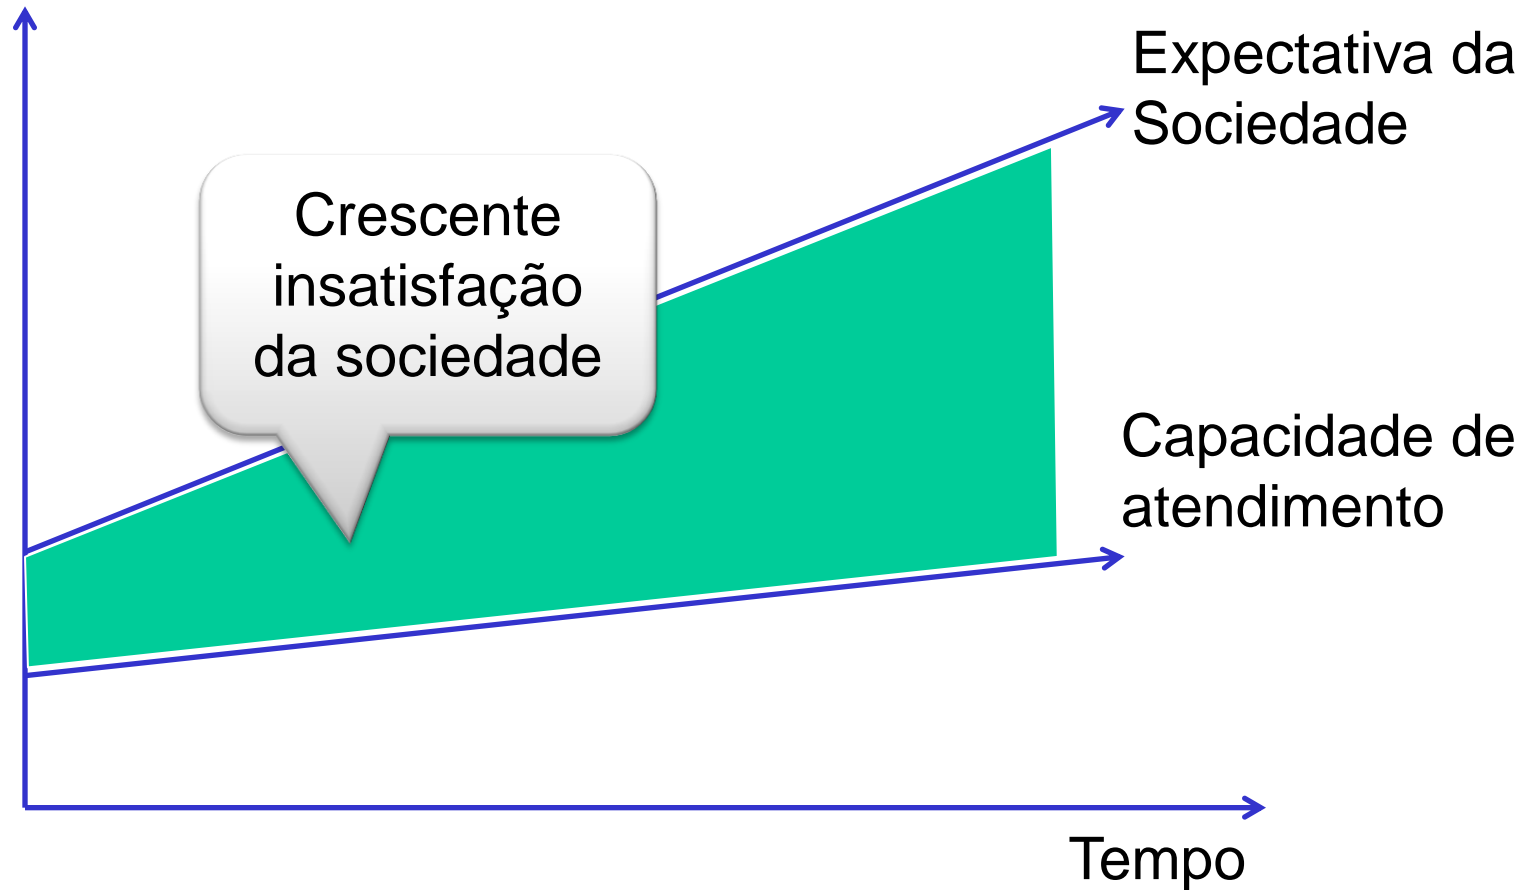 Expectativa da
Sociedade
Crescente
insatisfação
da sociedade
Capacidade de
atendimento
Tempo